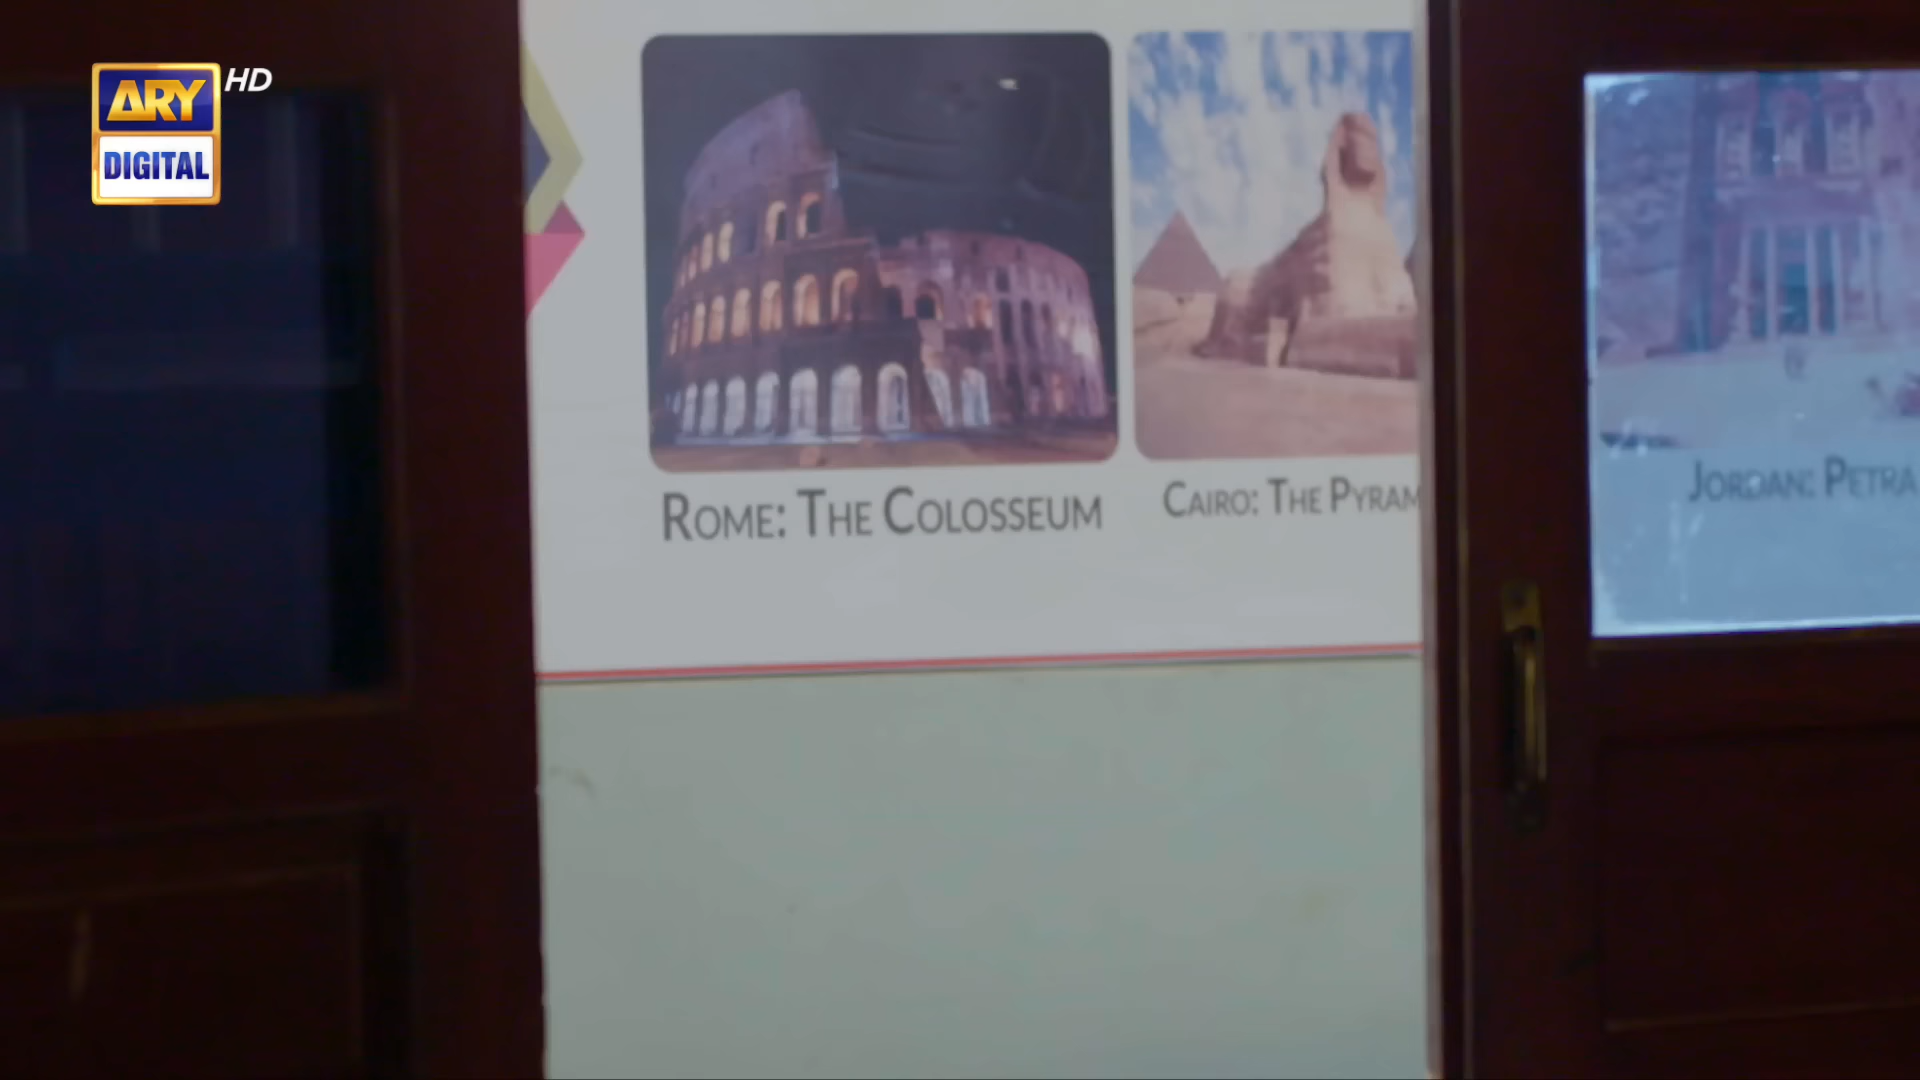 ARY HD
DIGITAL
ROME: THE COLOSSEUM
CAIRO: THE PYRAM
JORDAN: PETRA